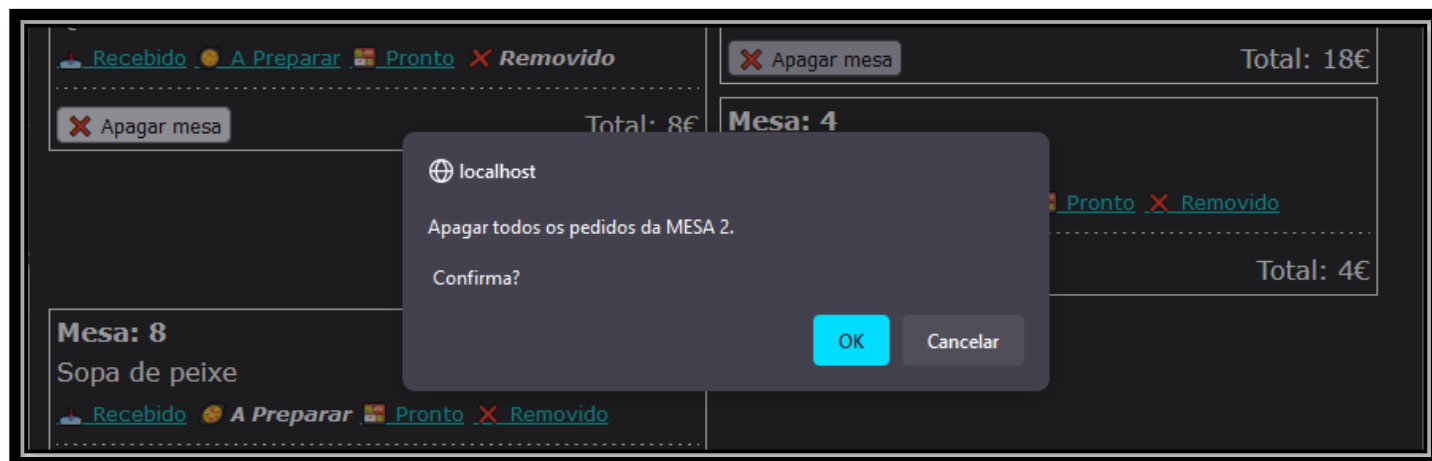 Recebido A Preparar Pronto Removido
Apagar mesa Total: 8€
Apagar mesa Total: 18€
Mesa: 4
Pronto Removido
Total: 4€
localhost
Apagar todos os pedidos da MESA 2.
Confirma?
OK Cancelar
Mesa: 8
Sopa de peixe
Recebido A Preparar Pronto Removido